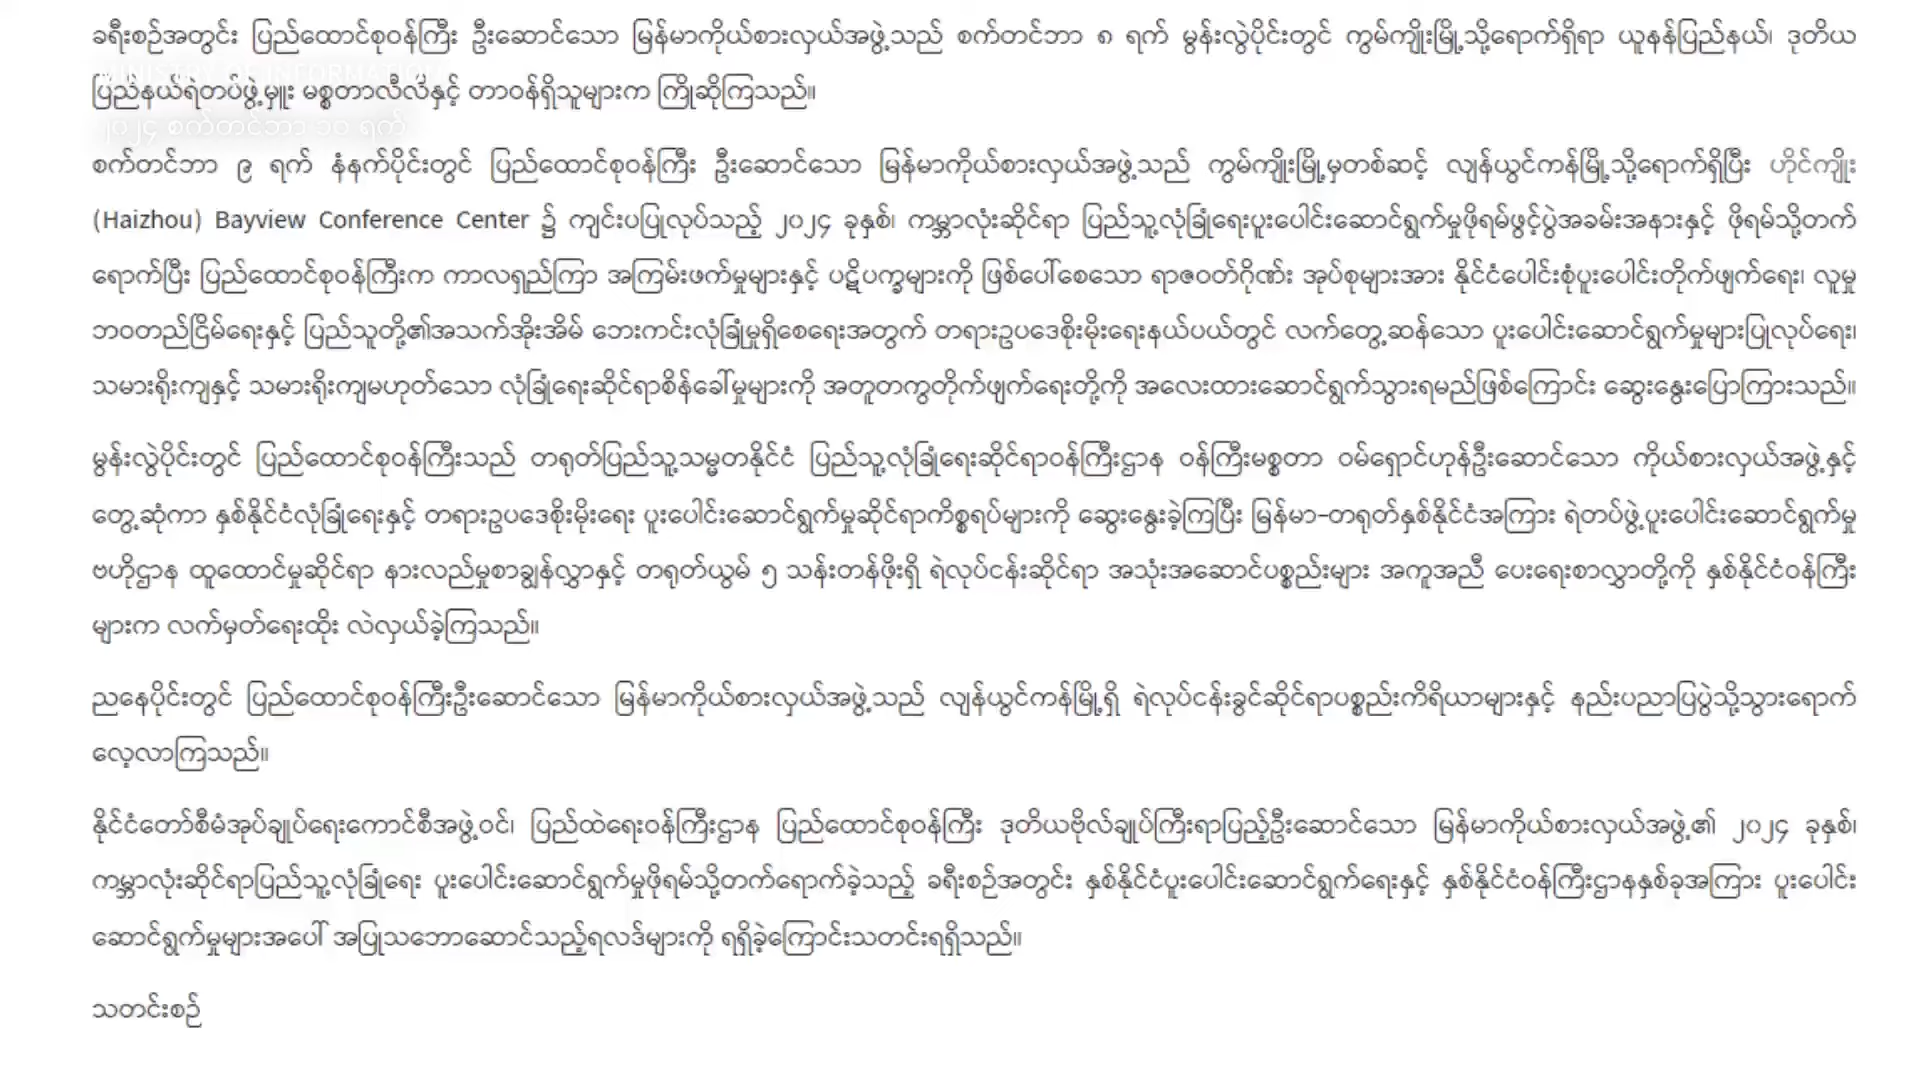 ခရီးစဉ်အတွင်း ပြည်ထောင်စုဝန်ကြီး ဦးဆောင်သော မြန်မာကိုယ်စားလှယ်အဖွဲ့သည် စက်တင်ဘာ ၈ ရက် မွန်းလွဲပိုင်းတွင် ကွမ်ကျိုးမြို့သို့ရောက်ရှိရာ ယူနန်ပြည်နယ်၊ ဒုတိယ
MINISTRY OF INFORMATION
ပြည်နယ်ရဲတပ်ဖွဲ့မှူး မစ္စတာလီလီနှင့် တာဝန်ရှိသူများက ကြိုဆိုကြသည်။
၂၀၂၄ စက်တင်ဘာ ၁၀ ရက်
စက်တင်ဘာ ၉ ရက် နံနက်ပိုင်းတွင် ပြည်ထောင်စုဝန်ကြီး ဦးဆောင်သော မြန်မာကိုယ်စားလှယ်အဖွဲ့သည် ကွမ်ကျိုးမြို့မှတစ်ဆင့် လျန်ယွင်ကန်မြို့သို့ရောက်ရှိပြီး ဟိုင်ကျိုး
(Haizhou) Bayview Conference Center ၌ ကျင်းပပြုလုပ်သည့် ၂၀၂၄ ခုနှစ်၊ ကမ္ဘာလုံးဆိုင်ရာ ပြည်သူ့လုံခြုံရေးပူးပေါင်းဆောင်ရွက်မှုဖိုရမ်ဖွင့်ပွဲအခမ်းအနားနှင့် ဖိုရမ်သို့တက်
ရောက်ပြီး ပြည်ထောင်စုဝန်ကြီးက ကာလရှည်ကြာ အကြမ်းဖက်မှုများနှင့် ပဋိပက္ခများကို ဖြစ်ပေါ်စေသော ရာဇဝတ်ဂိုဏ်း အုပ်စုများအား နိုင်ငံပေါင်းစုံပူးပေါင်းတိုက်ဖျက်ရေး၊ လူမှု
ဘဝတည်ငြိမ်ရေးနှင့် ပြည်သူတို့၏အသက်အိုးအိမ် ဘေးကင်းလုံခြုံမှုရှိစေရေးအတွက် တရားဥပဒေစိုးမိုးရေးနယ်ပယ်တွင် လက်တွေ့ဆန်သော ပူးပေါင်းဆောင်ရွက်မှုများပြုလုပ်ရေး၊
သမားရိုးကျနှင့် သမားရိုးကျမဟုတ်သော လုံခြုံရေးဆိုင်ရာစိန်ခေါ်မှုများကို အတူတကွတိုက်ဖျက်ရေးတို့ကို အလေးထားဆောင်ရွက်သွားရမည်ဖြစ်ကြောင်း ဆွေးနွေးပြောကြားသည်။
မွန်းလွဲပိုင်းတွင် ပြည်ထောင်စုဝန်ကြီးသည် တရုတ်ပြည်သူ့သမ္မတနိုင်ငံ ပြည်သူ့လုံခြုံရေးဆိုင်ရာဝန်ကြီးဌာန ဝန်ကြီးမစ္စတာ ဝမ်ရှောင်ဟုန်ဦးဆောင်သော ကိုယ်စားလှယ်အဖွဲ့နှင့်
တွေ့ဆုံကာ နှစ်နိုင်ငံလုံခြုံရေးနှင့် တရားဥပဒေစိုးမိုးရေး ပူးပေါင်းဆောင်ရွက်မှုဆိုင်ရာကိစ္စရပ်များကို ဆွေးနွေးခဲ့ကြပြီး မြန်မာ-တရုတ်နှစ်နိုင်ငံအကြား ရဲတပ်ဖွဲ့ပူးပေါင်းဆောင်ရွက်မှု
ဗဟိုဌာန ထူထောင်မှုဆိုင်ရာ နားလည်မှုစာချွန်လွှာနှင့် တရုတ်ယွမ် ၅ သန်းတန်ဖိုးရှိ ရဲလုပ်ငန်းဆိုင်ရာ အသုံးအဆောင်ပစ္စည်းများ အကူအညီ ပေးရေးစာလွှာတို့ကို နှစ်နိုင်ငံဝန်ကြီး
များက လက်မှတ်ရေးထိုး လဲလှယ်ခဲ့ကြသည်။
ညနေပိုင်းတွင် ပြည်ထောင်စုဝန်ကြီးဦးဆောင်သော မြန်မာကိုယ်စားလှယ်အဖွဲ့သည် လျန်ယွင်ကန်မြို့ရှိ ရဲလုပ်ငန်းခွင်ဆိုင်ရာပစ္စည်းကိရိယာများနှင့် နည်းပညာပြပွဲသို့သွားရောက်
လေ့လာကြသည်။
နိုင်ငံတော်စီမံအုပ်ချုပ်ရေးကောင်စီအဖွဲ့ဝင်၊ ပြည်ထဲရေးဝန်ကြီးဌာန ပြည်ထောင်စုဝန်ကြီး ဒုတိယဗိုလ်ချုပ်ကြီးရာပြည့်ဦးဆောင်သော မြန်မာကိုယ်စားလှယ်အဖွဲ့၏ ၂၀၂၄ ခုနှစ်၊
ကမ္ဘာလုံးဆိုင်ရာပြည်သူ့လုံခြုံရေး ပူးပေါင်းဆောင်ရွက်မှုဖိုရမ်သို့တက်ရောက်ခဲ့သည့် ခရီးစဉ်အတွင်း နှစ်နိုင်ငံပူးပေါင်းဆောင်ရွက်ရေးနှင့် နှစ်နိုင်ငံဝန်ကြီးဌာနနှစ်ခုအကြား ပူးပေါင်း
ဆောင်ရွက်မှုများအပေါ် အပြုသဘောဆောင်သည့်ရလဒ်များကို ရရှိခဲ့ကြောင်းသတင်းရရှိသည်။
သတင်းစဉ်